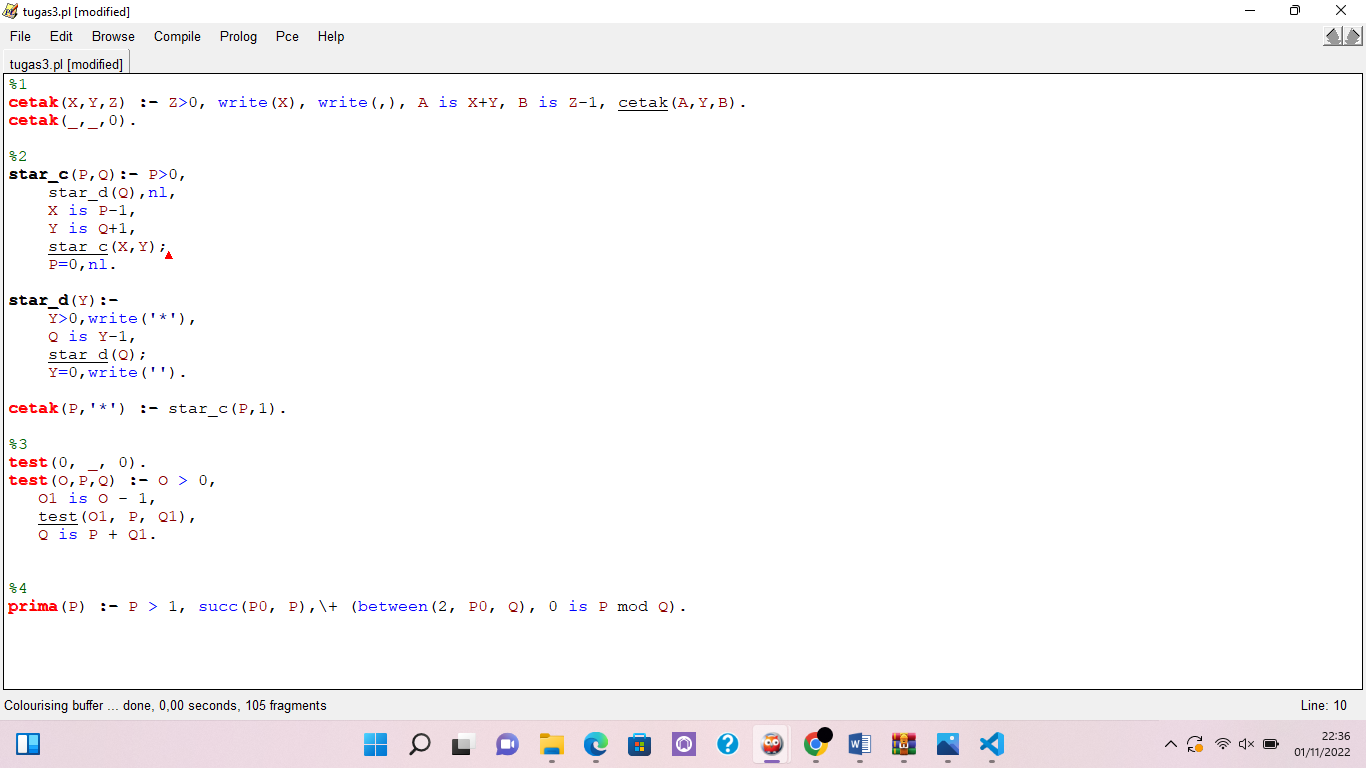 tugas3.pl [modified]
File Edit Browse Compile Prolog Pce Help
tugas3.pl [modified]
%1
cetak(X,Y,Z) :- Z>0, write(X), write(,), A is X+Y, B is Z-1, cetak(A,Y,B).
cetak(_,_,0).
%2
star_c(P,Q):- P>0,
star_d(Q),nl,
X is P-1,
Y is Q+1,
star_c(X,Y);
P=0,nl.
star_d(Y):-
Y>0,write('*'),
Q is Y-1,
star_d(Q);
Y=0,write('').
cetak(P,'*') :- star_c(P,1).
%3
test(0, _, 0).
test(O,P,Q) :- O > 0,
O1 is O - 1,
test(O1, P, Q1),
Q is P + Q1.
%4
prima(P) :- P > 1, succ(P0, P),\+ (between(2, P0, Q), 0 is P mod Q).
Colourising buffer ... done, 0,00 seconds, 105 fragments
Line: 10
22:36
01/11/2022